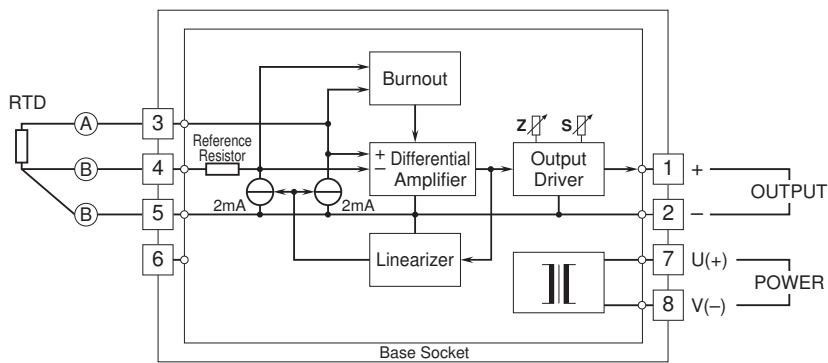 RTD
A
B
B
3
4
5
6
Reference
Resistor
2mA
2mA
Burnout
+
−
Differential
Amplifier
Linearizer
Z
S
Output
Driver
1
+
2
−
OUTPUT
7
U(+)
8
V(−)
POWER
Base Socket